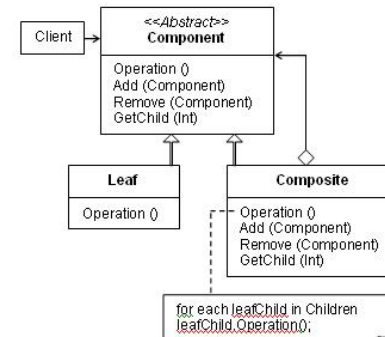 Client
<<Abstract>>
Component
Operation ()
Add (Component)
Remove (Component)
GetChild (Int)
Leaf
Operation ()
Composite
Operation ()
Add (Component)
Remove (Component)
GetChild (Int)
for each leafChild in Children
leafChild.Operation();